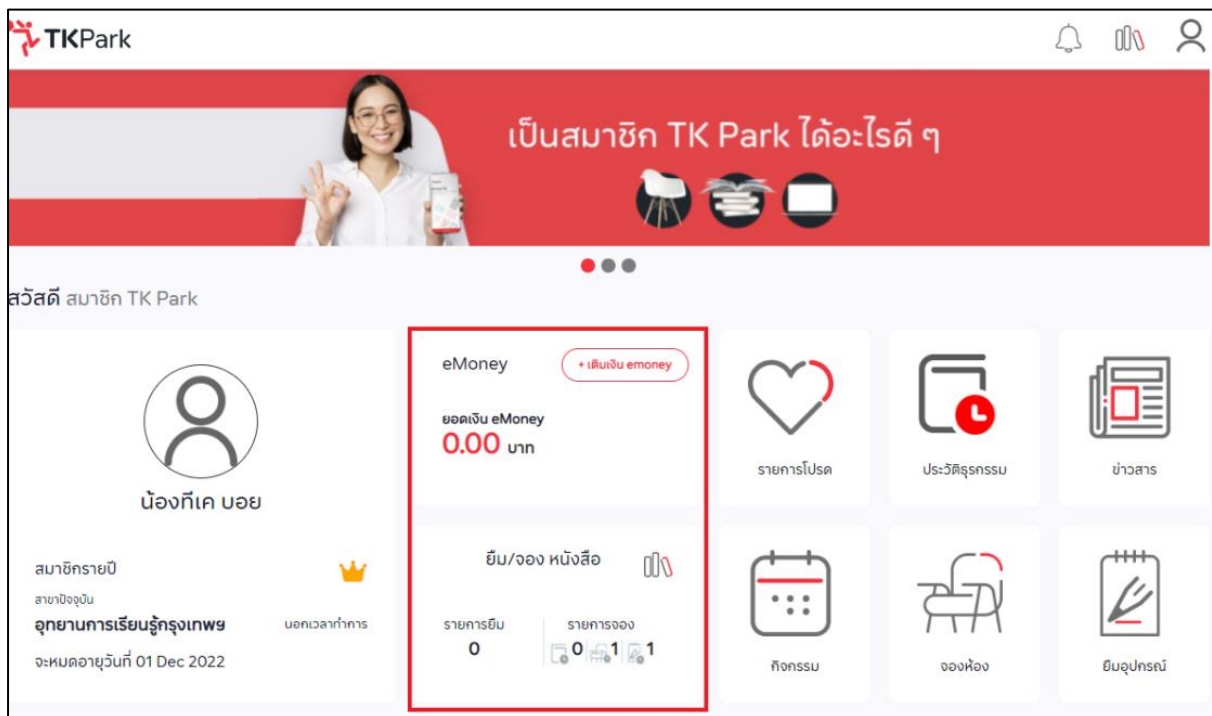 TKPark
เป็นสมาชิก TK Park ได้อะไรดี ๆ
สวัสดี สมาชิก TK Park
น้องทีเค บอย
สมาชิกรายปี
สาขาปัจจุบัน
อุทยานการเรียนรู้กรุงเทพฯ
นอกเวลาทำการ
จะหมดอายุวันที่ 01 Dec 2022
eMoney
+ เติมเงิน emoney
ยอดเงิน eMoney
0.00 บาท
ยืม/จอง หนังสือ
รายการยืม
0
รายการจอง
0 1 1
รายการโปรด
ประวัติธุรกรรม
ข่าวสาร
กิจกรรม
จองห้อง
ยืมอุปกรณ์